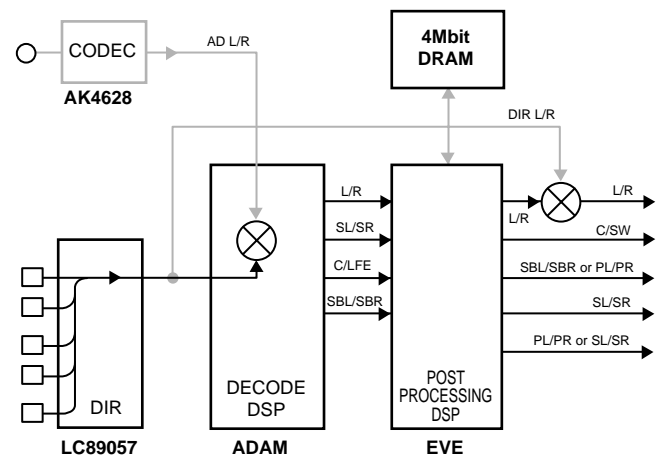 CODEC
AK4628
AD L/R
4Mbit
DRAM
DIR L/R
L/R
SL/SR
C/LFE
SBL/SBR
L/R
L/R
C/SW
SBL/SBR or PL/PR
SL/SR
PL/PR or SL/SR
DIR
LC89057
DECODE
DSP
ADAM
POST
PROCESSING
DSP
EVE